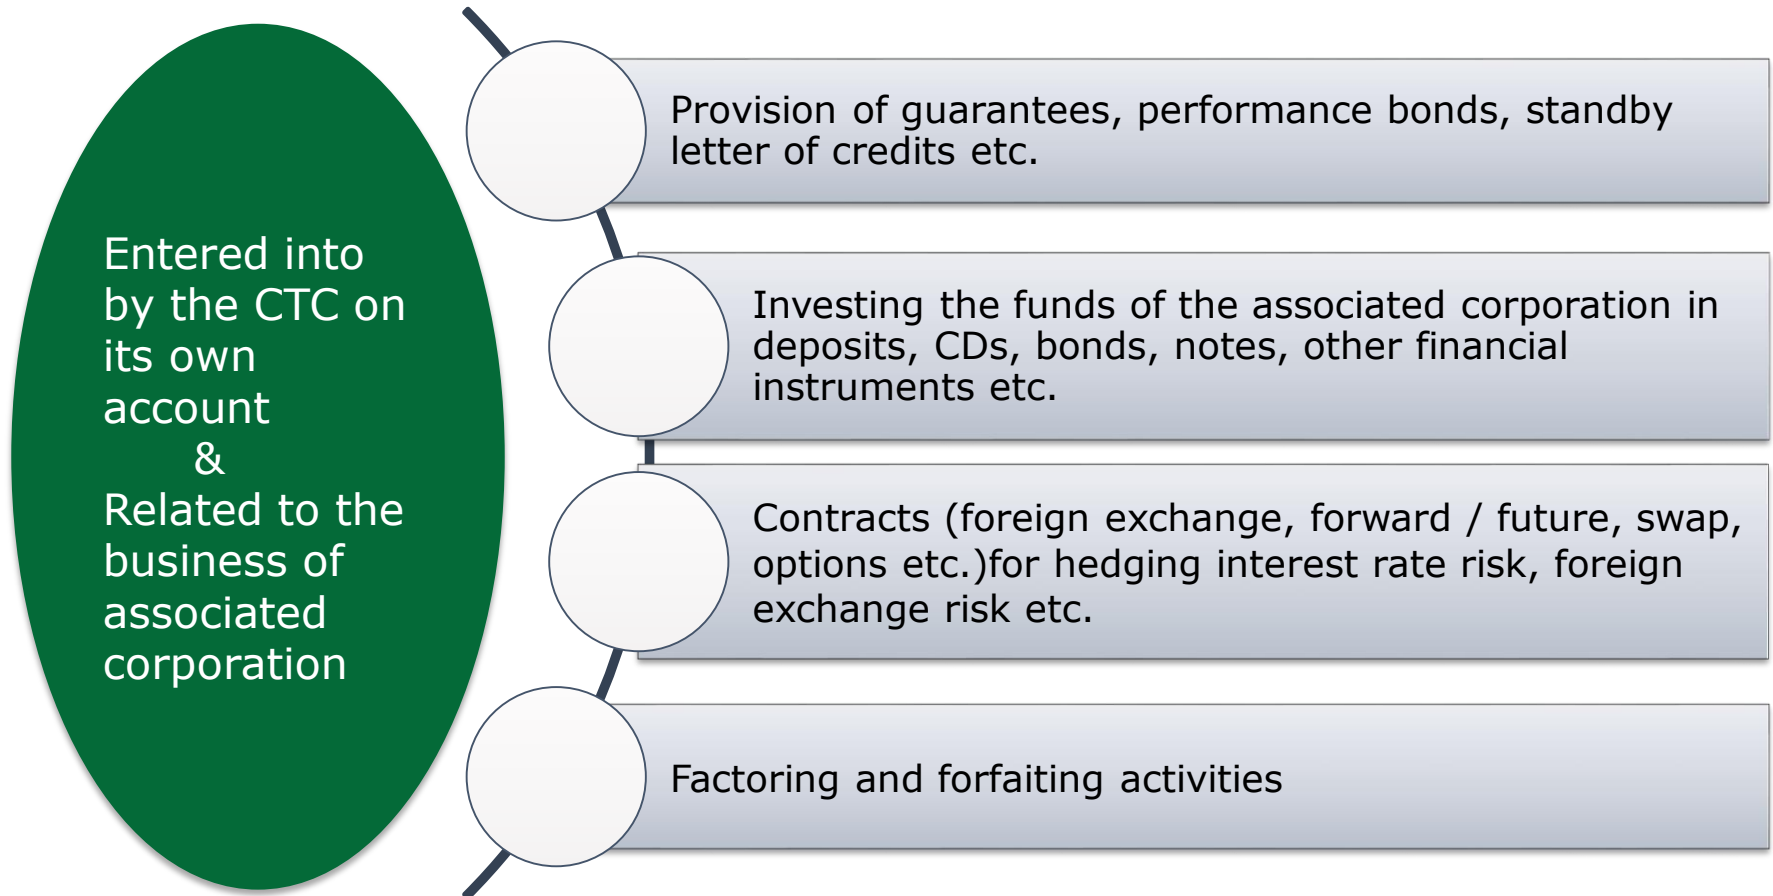 Entered into
by the CTC on
its own
account
&
Related to the
business of
associated
corporation
Provision of guarantees, performance bonds, standby
letter of credits etc.
Investing the funds of the associated corporation in
deposits, CDs, bonds, notes, other financial
instruments etc.
Contracts (foreign exchange, forward / future, swap,
options etc.)for hedging interest rate risk, foreign
exchange risk etc.
Factoring and forfaiting activities